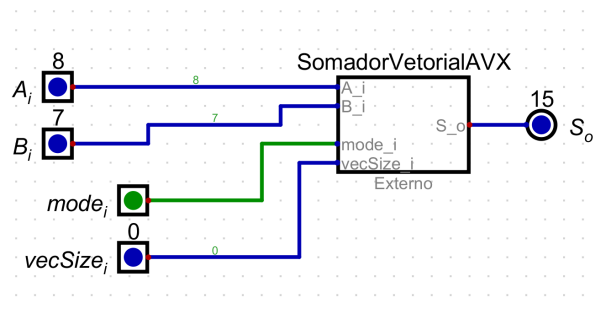 8
SomadorVetorialAVX
A_i
8
A_i
7
B_i
7
B_i
15
S_o
S_o
mode_i
mode_i
vecSize_i
Externo
0
vecSize_i
0